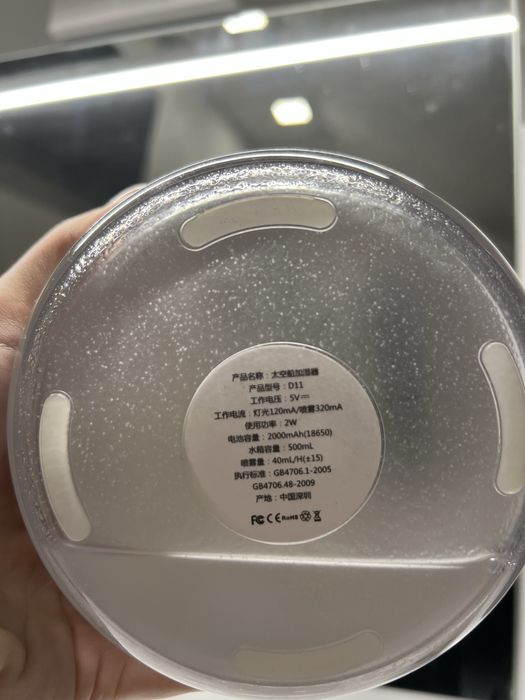 产品名称：太空船加湿器
产品型号：D11
工作电压：5V⎓
工作电流：灯光120mA/喷雾320mA
使用功率：2W
电池容量：2000mAh(18650)
水箱容量：500mL
喷雾量：40mL/H(±15)
执行标准：GB4706.1-2005
GB4706.48-2009
产地：中国深圳
FC CE RoHS